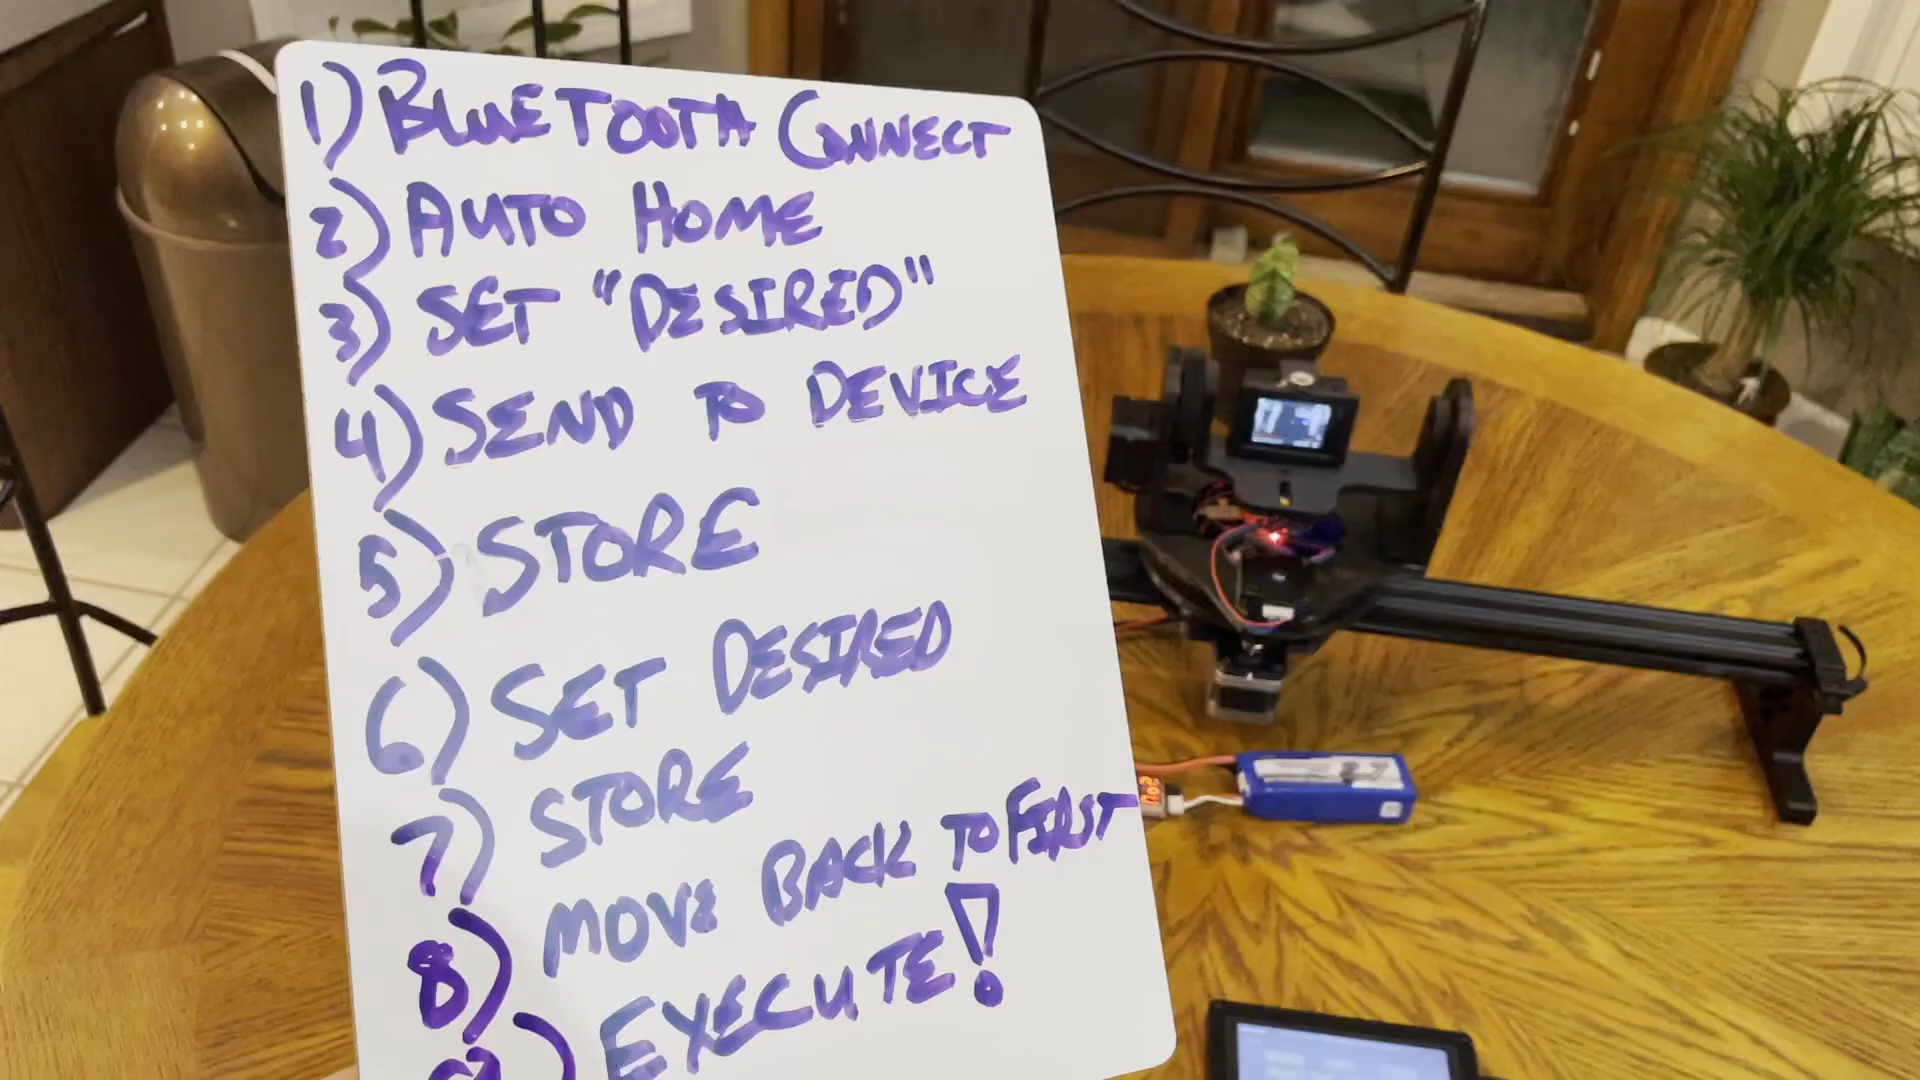 1) BLUETOOTH CONNECT
2) AUTO HOME
3) SET "DESIRED"
4) SEND TO DEVICE
5) STORE
6) SET DESIRED
7) STORE
8) MOVE BACK TO FIRST
9) EXECUTE!